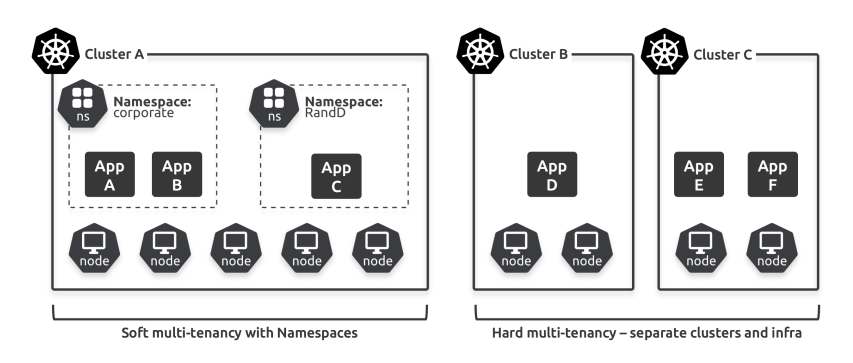 Cluster A
Namespace:
corporate
ns
App
A
App
B
Namespace:
RandD
ns
App
C
node
node
node
node
node
Soft multi-tenancy with Namespaces
Cluster B
App
D
node
node
Cluster C
App
E
App
F
node
node
Hard multi-tenancy – separate clusters and infra